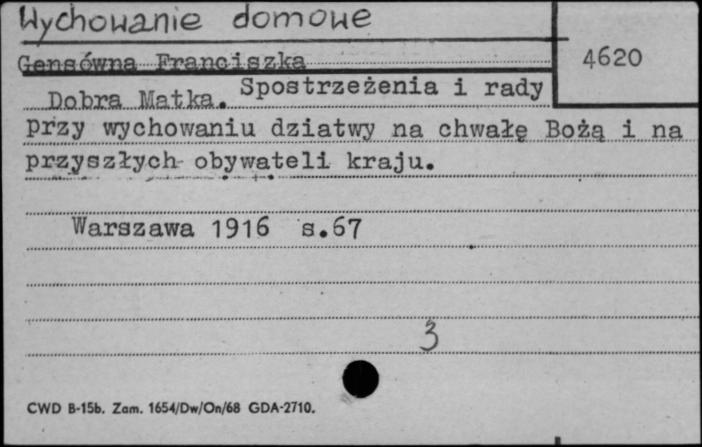 Wychowanie domowe
Gensówna Franciszka
4620
Dobra Matka. Spostrzeżenia i rady
przy wychowaniu dziatwy na chwałę Bożą i na
przyszłych obywateli kraju.
Warszawa 1916 s.67
3
CWD B-15b. Zam. 1654/Dw/On/68 GDA-2710.